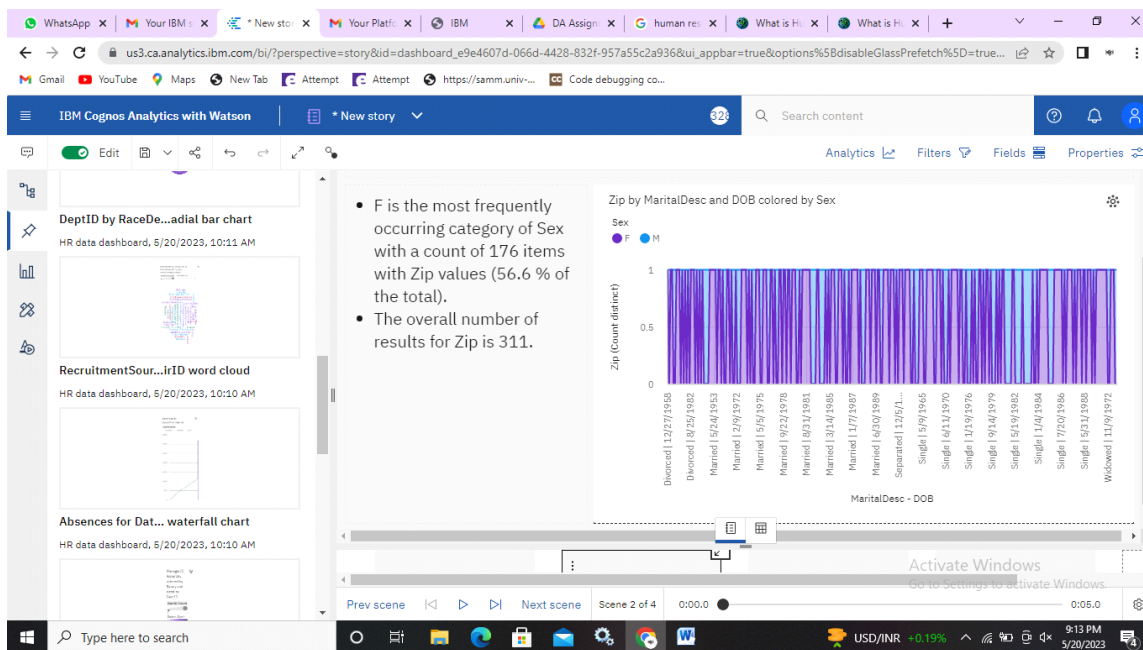 WhatsApp
Your IBM s
* New stor
Your Platfo
IBM
DA Assign
human res
What is Hu
What is Hu
us3.ca.analytics.ibm.com/bi/?perspective=story&id=dashboard_e9e4607d-066d-4428-832f-957a55c2a936&ui_appbar=true&options%5BdisableGlassPrefetch%5D=true...
Gmail
YouTube
Maps
New Tab
Attempt
Attempt
https://samm.univ-...
CC
Code debugging co...
IBM Cognos Analytics with Watson
* New story
328
Search content
Edit
Analytics
Filters
Fields
Properties
DeptID by RaceDe...adial bar chart
HR data dashboard, 5/20/2023, 10:11 AM
RecruitmentSour...irID word cloud
HR data dashboard, 5/20/2023, 10:10 AM
Absences for Dat... waterfall chart
HR data dashboard, 5/20/2023, 10:10 AM
• F is the most frequently
occurring category of Sex
with a count of 176 items
with Zip values (56.6 % of
the total).
• The overall number of
results for Zip is 311.
Zip by MaritalDesc and DOB colored by Sex
Sex
F M
Zip (Count distinct)
1
0.5
0
Divorced | 12/27/1958
Divorced | 8/25/1982
Married | 5/24/1953
Married | 2/9/1972
Married | 5/5/1975
Married | 9/22/1978
Married | 8/31/1981
Married | 3/14/1985
Married | 1/7/1987
Married | 6/30/1989
Separated | 12/5/1...
Single | 5/9/1965
Single | 6/11/1970
Single | 1/19/1976
Single | 9/14/1979
Single | 5/19/1982
Single | 1/4/1984
Single | 7/20/1986
Single | 5/31/1988
Widowed | 11/9/1972
MaritalDesc - DOB
Activate Windows
Go to Settings to activate Windows.
Prev scene
Next scene
Scene 2 of 4
0:00.0
0:05.0
Type here to search
USD/INR +0.19%
9:13 PM
5/20/2023
4